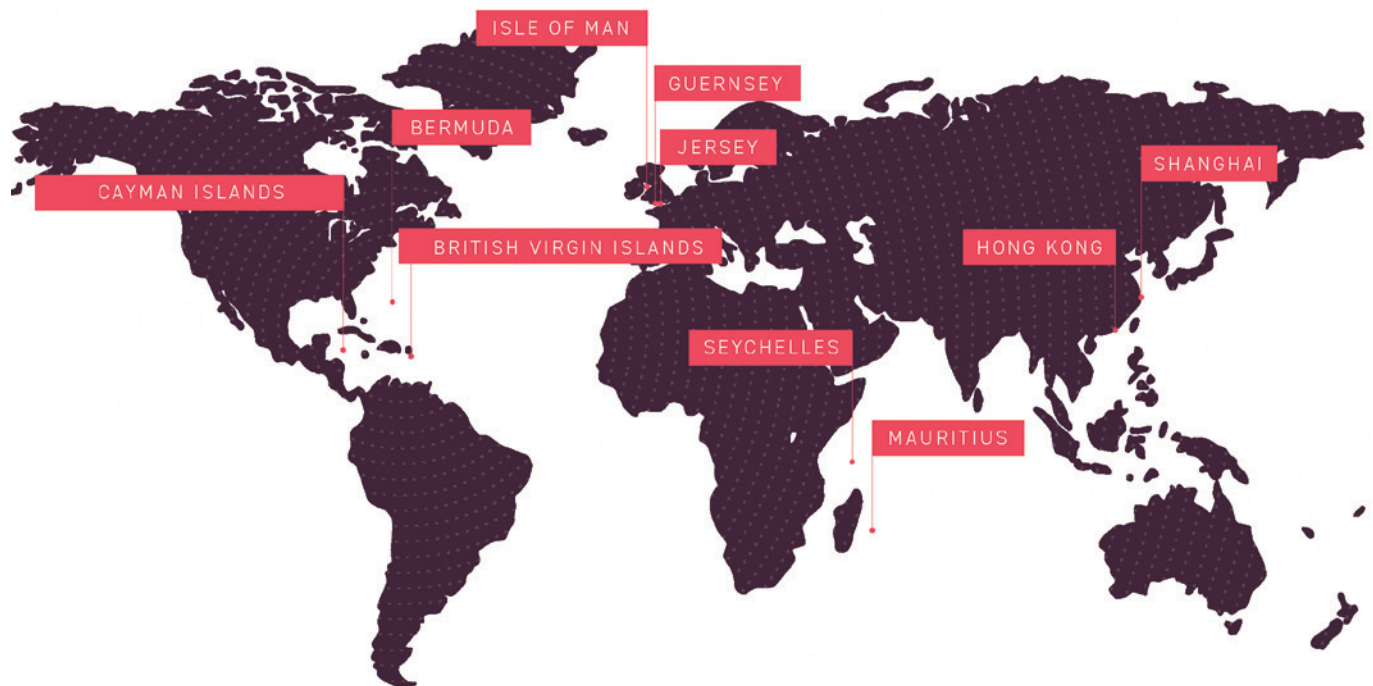 ISLE OF MAN
GUERNSEY
BERMUDA
JERSEY
SHANGHAI
CAYMAN ISLANDS
BRITISH VIRGIN ISLANDS
HONG KONG
SEYCHELLES
MAURITIUS